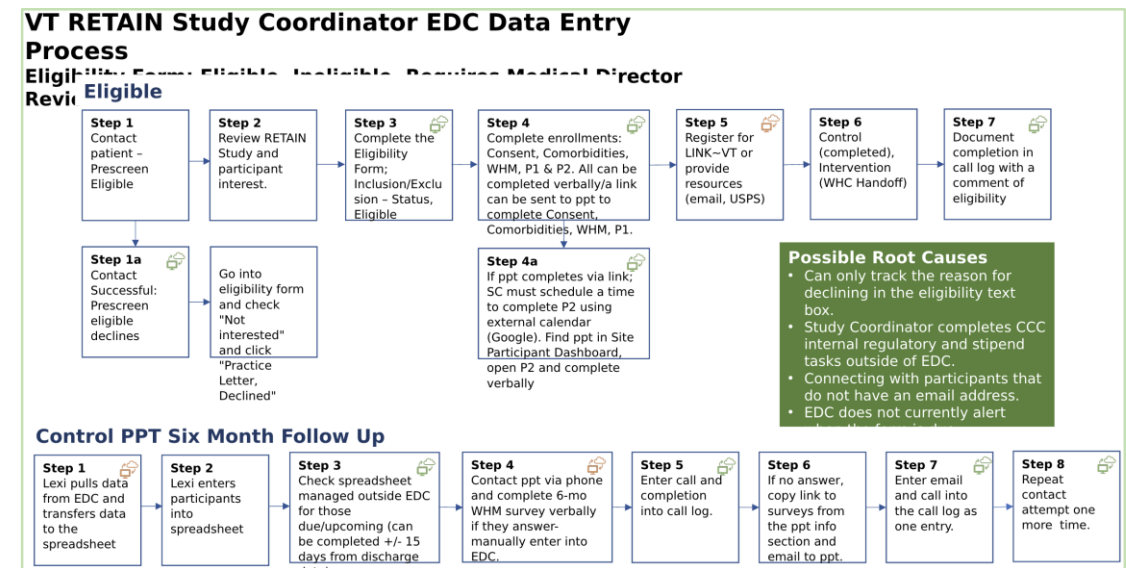 VT RETAIN Study Coordinator EDC Data Entry
Process
Eligibility Form: Eligible, Ineligible, Requires Medical Director
Eligible
Step 1
Contact
patient –
Prescreen
Eligible
Step 2
Review RETAIN
Study and
participant
interest.
Step 3
Complete the
Eligibility
Form;
Inclusion/Exclu
sion – Status,
Eligible
Step 4
Complete enrollments:
Consent, Comorbidities,
WHM, P1 & P2. All can be
completed verbally/a link
can be sent to ppt to
complete Consent,
Comorbidities, WHM, P1.
Step 5
Register for
LINK~VT or
provide
resources
(email, USPS)
Step 6
Control
(completed),
Intervention
(WHC Handoff)
Step 7
Document
completion in
call log with a
comment of
eligibility
Step 1a
Contact
Successful:
Prescreen
eligible
declines
Go into
eligibility form
and check
"Not
interested"
and click
"Practice
Letter,
Declined"
Step 4a
If ppt completes via link;
SC must schedule a time
to complete P2 using
external calendar
(Google). Find ppt in Site
Participant Dashboard,
open P2 and complete
verbally
Possible Root Causes
• Can only track the reason for
declining in the eligibility text
box.
• Study Coordinator completes CCC
internal regulatory and stipend
tasks outside of EDC.
• Connecting with participants that
do not have an email address.
• EDC does not currently alert
Control PPT Six Month Follow Up
Step 1
Lexi pulls data
from EDC and
transfers data
to the
spreadsheet
Step 2
Lexi enters
participants
into
spreadsheet
Step 3
Check spreadsheet
managed outside EDC
for those
due/upcoming (can
be completed +/- 15
days from discharge
Step 4
Contact ppt via phone
and complete 6-mo
WHM survey verbally
if they answer-
manually enter into
EDC.
Step 5
Enter call and
completion
into call log.
Step 6
If no answer,
copy link to
surveys from
the ppt info
section and
email to ppt.
Step 7
Enter email
and call into
the call log as
one entry.
Step 8
Repeat
contact
attempt one
more  time.